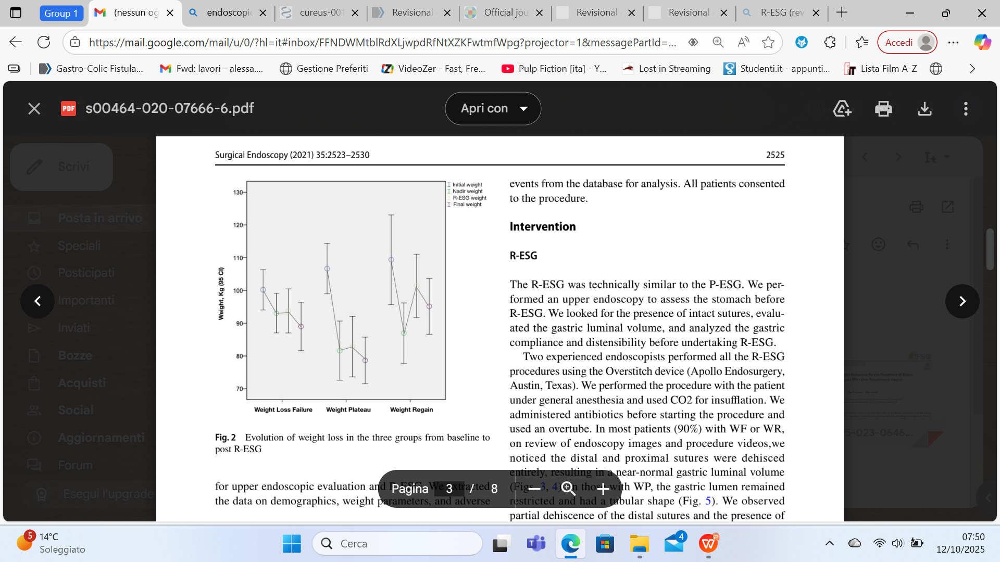 Group 1
(nessun og
endoscopic
cureus-001
Revisional
Official jou
Revisional
Revisional
R-ESG (rev
https://mail.google.com/mail/u/0/?hl=it#inbox/FFNDWMtblRdXLjwpdRfNtXZKFwtmfWpg?projector=1&messagePartId=...
Accedi
Gastro-Colic Fistula...
Fwd: lavori - alessa....
Gestione Preferiti
VideoZer - Fast, Fre...
Pulp Fiction [ita] - Y...
Lost in Streaming
Studenti.it - appunti...
Lista Film A-Z
PDF
s00464-020-07666-6.pdf
Apri con
Scrivi
Posta in arrivo
Speciali
Posticipati
Importanti
Inviati
Bozze
Acquisti
Social
Aggiornamenti
Forum
Esegui l'upgrade
Surgical Endoscopy (2021) 35:2523–2530
2525
Initial weight
Nadir weight
R-ESG weight
Final weight
130
120
110
100
90
80
70
Weight, Kg (95 CI)
Weight Loss Failure
Weight Plateau
Weight Regain
Fig. 2 Evolution of weight loss in the three groups from baseline to
post R-ESG
for upper endoscopic evaluation and R-ESG. We extracted
the data on demographics, weight parameters, and adverse
events from the database for analysis. All patients consented
to the procedure.
Intervention
R-ESG
The R-ESG was technically similar to the P-ESG. We per-
formed an upper endoscopy to assess the stomach before
R-ESG. We looked for the presence of intact sutures, evalu-
ated the gastric luminal volume, and analyzed the gastric
compliance and distensibility before undertaking R-ESG.
Two experienced endoscopists performed all the R-ESG
procedures using the Overstitch device (Apollo Endosurgery,
Austin, Texas). We performed the procedure with the patient
under general anesthesia and used CO2 for insufflation. We
administered antibiotics before starting the procedure and
used an overtube. In most patients (90%) with WF or WR,
on review of endoscopy images and procedure videos,we
noticed the distal and proximal sutures were dehisced
entirely, resulting in a near-normal gastric luminal volume
(Figs. 3, 4). In those with WP, the gastric lumen remained
restricted and had a tubular shape (Fig. 5). We observed
partial dehiscence of the distal sutures and the presence of
Pagina 3 / 8
IFS
5-023-0646...
5
14°C
Soleggiato
Cerca
4
07:50
12/10/2025